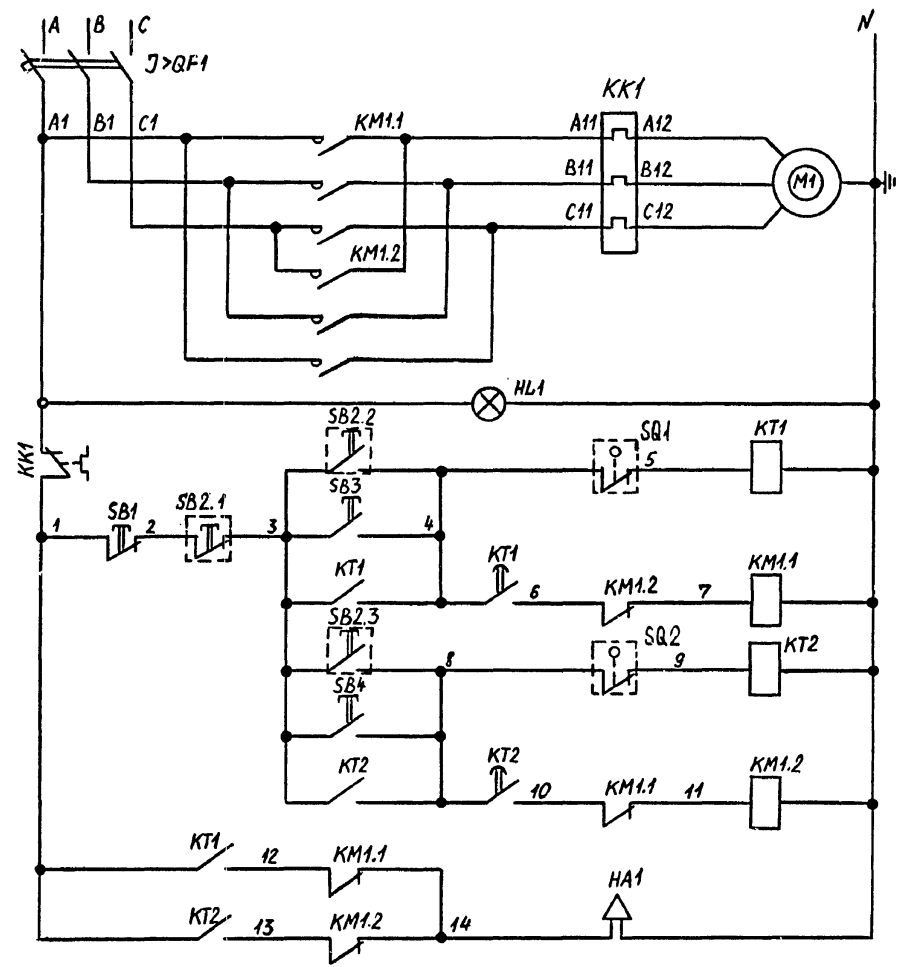 A B C N
J>QF1
KK1
A1 B1 C1 KM1.1 A11 A12
B11 B12 M1
C11 C12
KM1.2
HL1
SB2.2 SQ1 KT1
KK1
5
SB3
1 SB1 2 SB2.1 3 4
KT1 KT1 6 KM1.2 7 KM1.1
SB2.3 SQ2 KT2
8 9
SB4
KT2 KT2 10 KM1.1 11 KM1.2
KT1 12 KM1.1
HA1
KT2 13 KM1.2 14